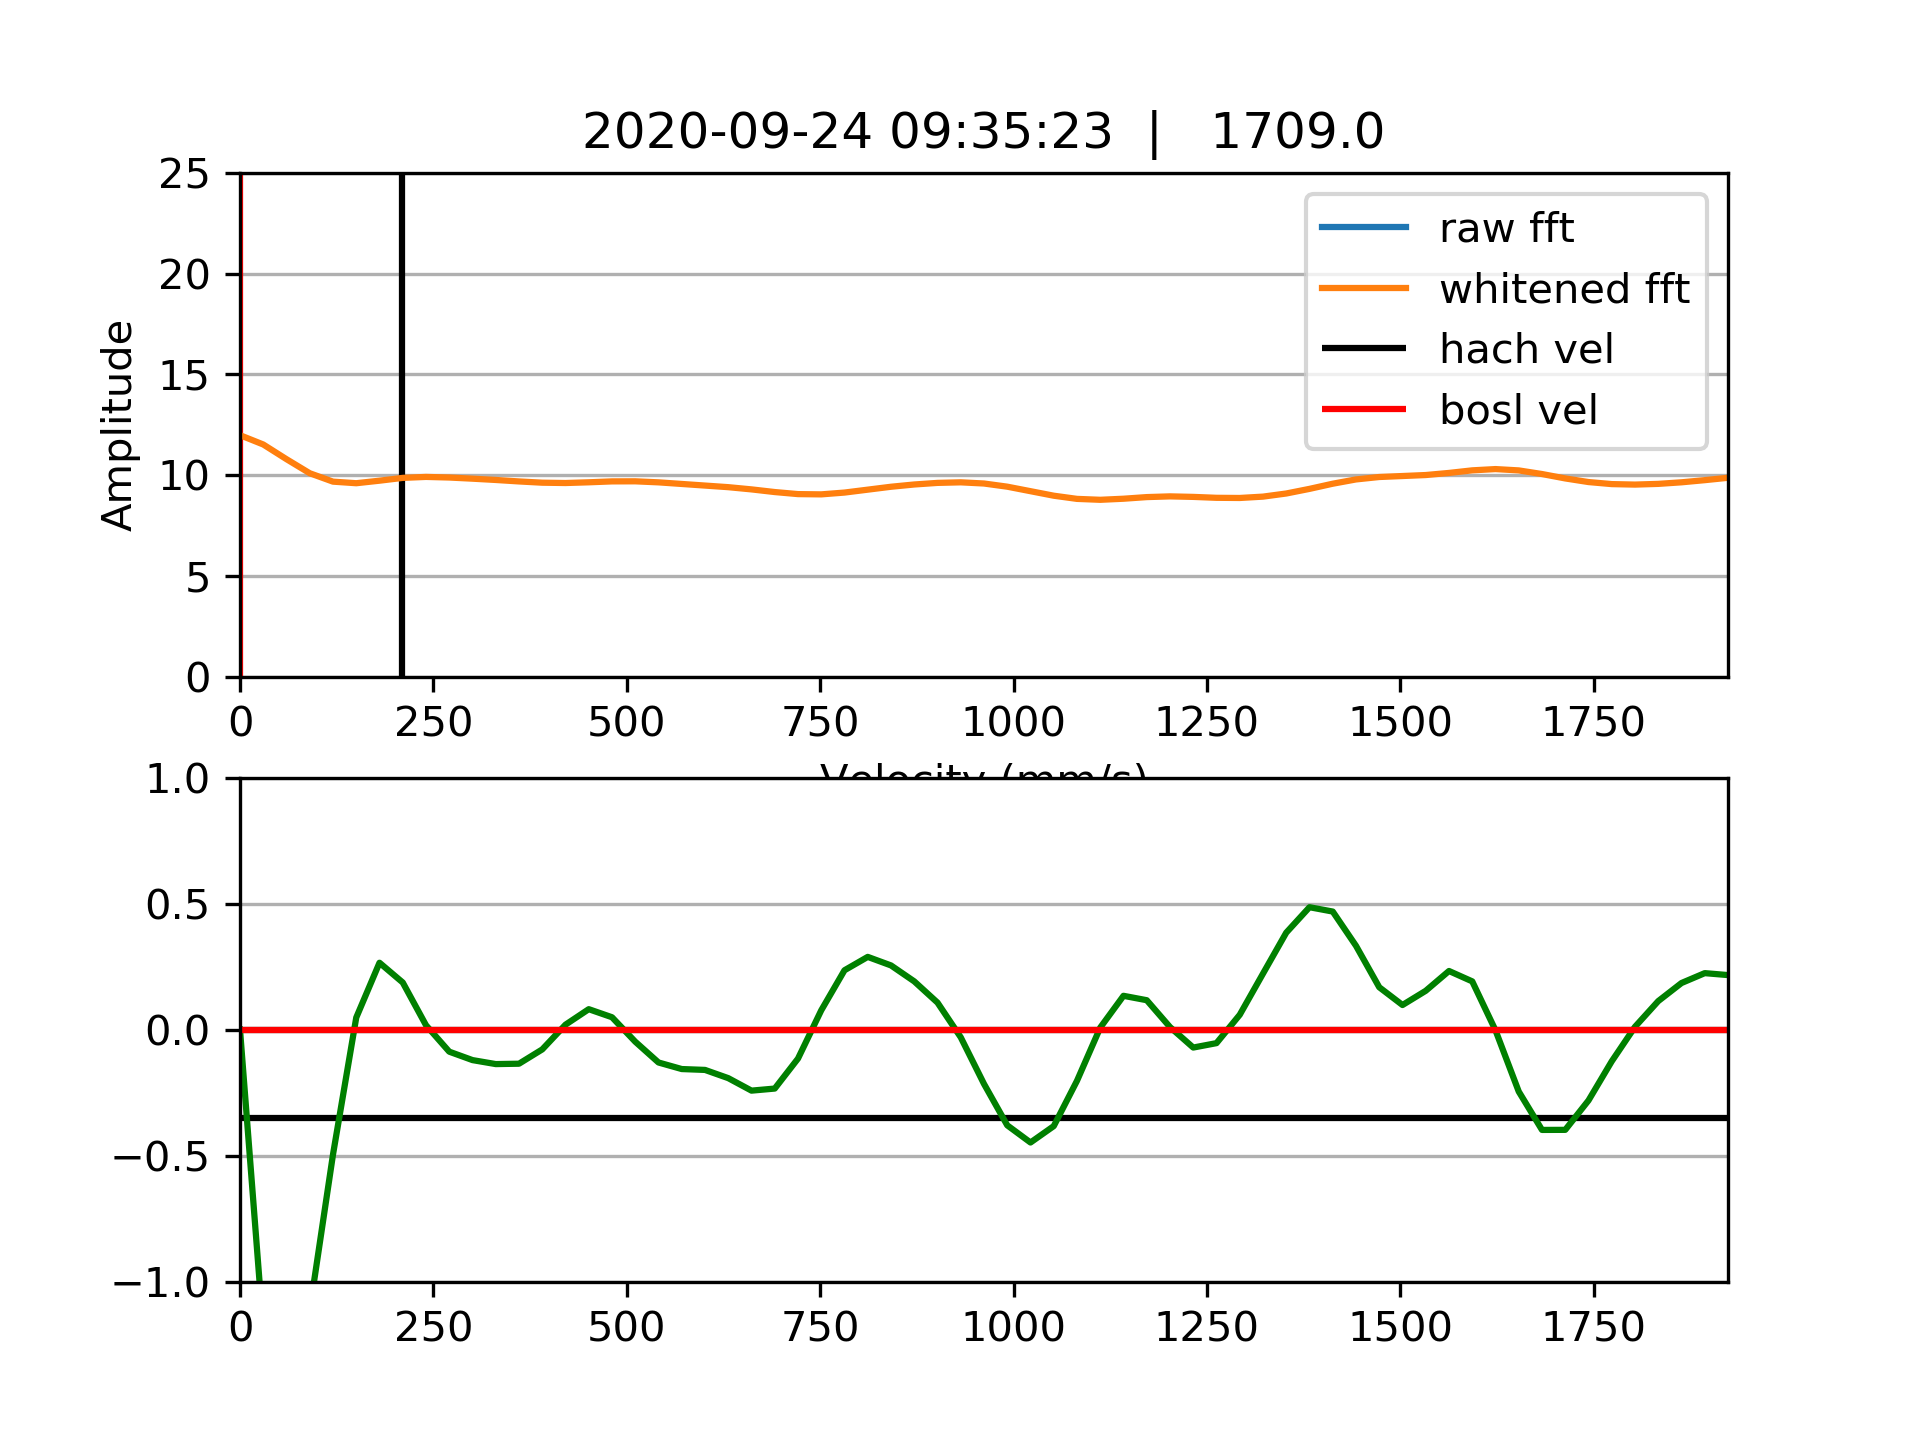 2020-09-24 09:35:23 | 1709.0
25
20
15
10
5
0
Amplitude
raw fft
whitened fft
hach vel
bosl vel
0 250 500 750 1000 1250 1500 1750
Velocity (mm/s)
1.0
0.5
0.0
−0.5
−1.0
0 250 500 750 1000 1250 1500 1750